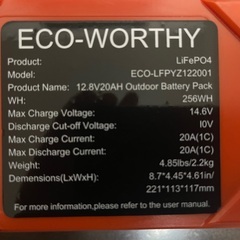 ECO-WORTHY
Product: LiFePO4
Model: ECO-LFPYZ122001
Product Name: 12.8V20AH Outdoor Battery Pack
WH: 256WH
Max Charge Voltage: 14.6V
Discharge Cut-off Voltage: I0V
Max Charge Current: 20A(1C)
Max Discharge Current: 20A(1C)
Weight: 4.85lbs/2.2kg
Demensions(LxWxH): 8.7*4.45*4.61in
221*113*117mm
For more information,please refer to the user manual.